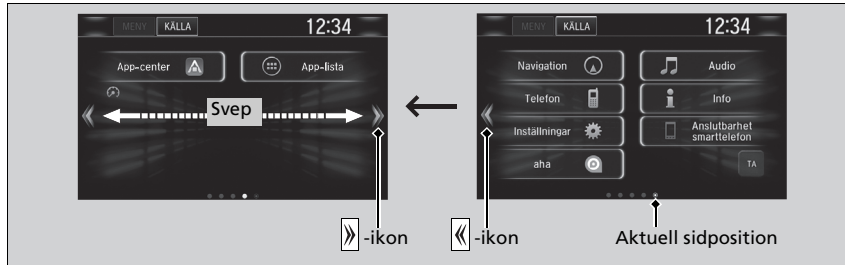 MENY KÄLLA 12:34
App-center App-lista
Svep
» -ikon
MENY KÄLLA 12:34
Navigation Audio
Telefon Info
Inställningar Anslutbarhet
smarttelefon
aha TA
« -ikon Aktuell sidposition